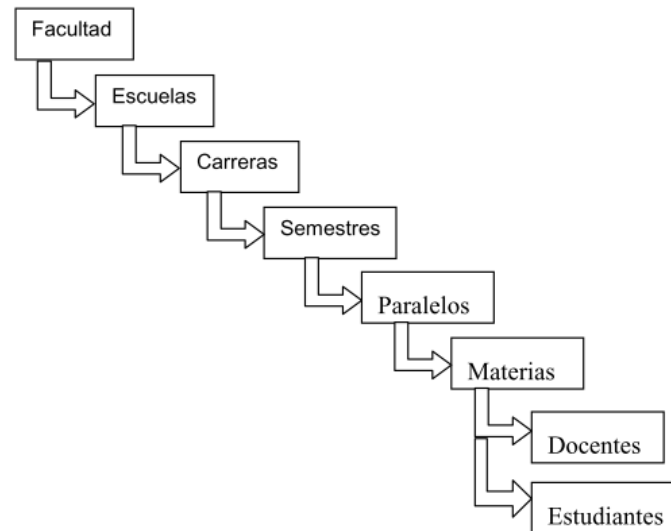 Facultad
Escuelas
Carreras
Semestres
Paralelos
Materias
Docentes
Estudiantes